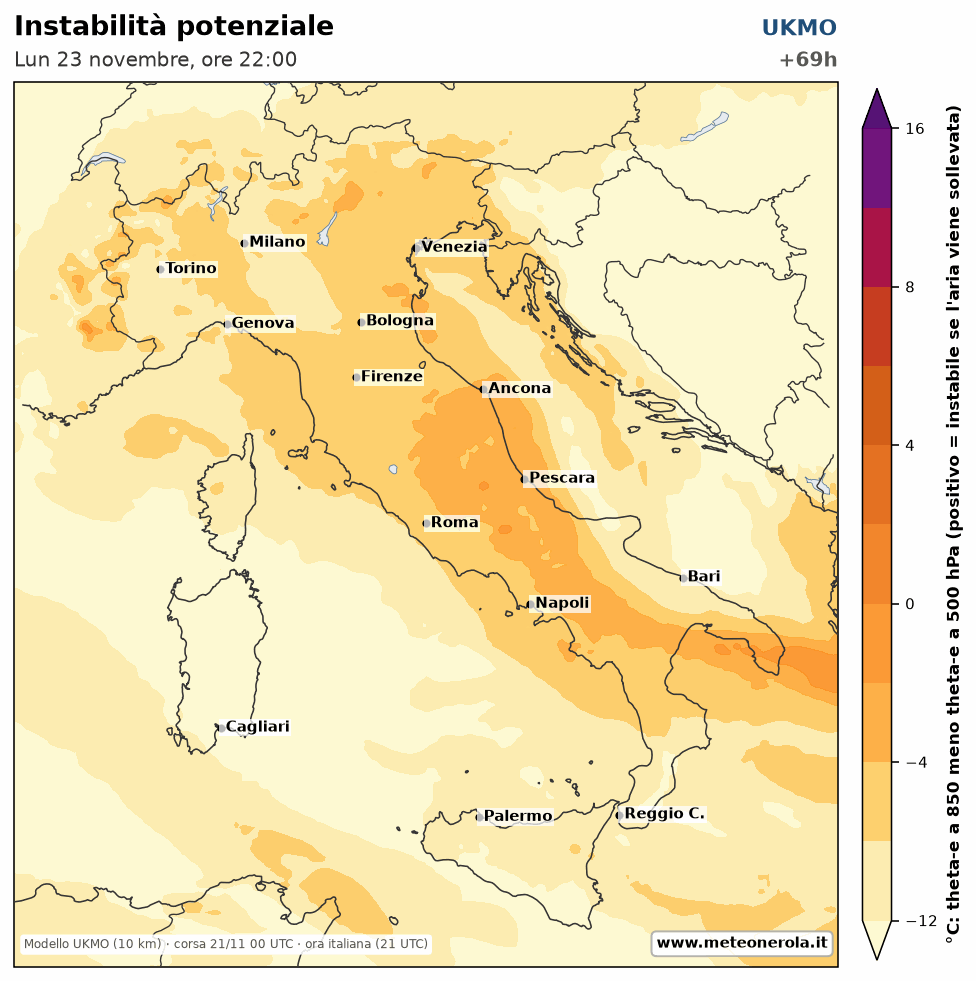 Instabilità potenziale
UKMO
Lun 23 novembre, ore 22:00
+69h
Milano
Venezia
Torino
Genova
Bologna
Firenze
Ancona
Pescara
Roma
Bari
Napoli
Cagliari
Palermo
Reggio C.
16
8
4
0
−4
−12
°C: theta-e a 850 meno theta-e a 500 hPa (positivo = instabile se l'aria viene sollevata)
Modello UKMO (10 km) · corsa 21/11 00 UTC · ora italiana (21 UTC)
www.meteonerola.it